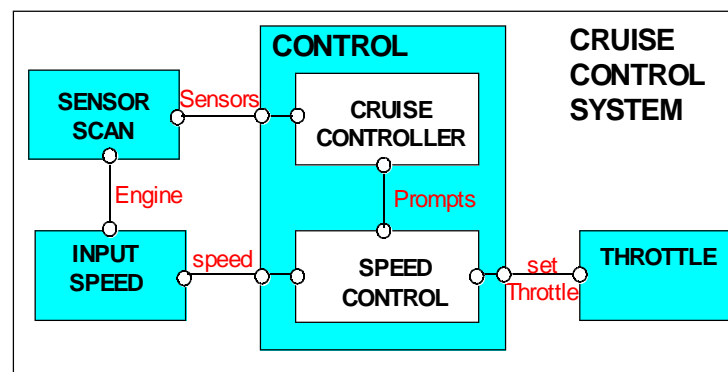 CONTROL
CRUISE
CONTROL
SYSTEM
SENSOR
SCAN
Sensors
CRUISE
CONTROLLER
Engine
Prompts
INPUT
SPEED
speed
SPEED
CONTROL
set
Throttle
THROTTLE